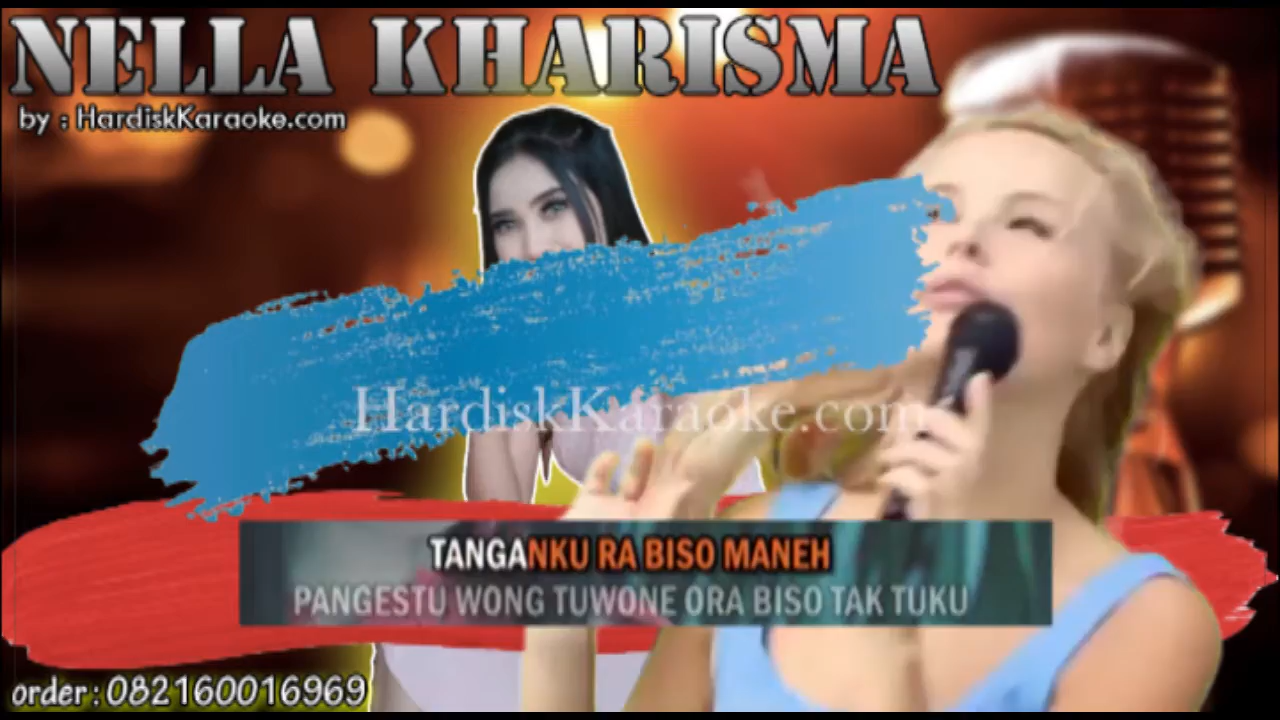 NELLA KHARISMA
by : HardiskKaraoke.com
HardiskKaraoke.com
TANGANKU RA BISO MANEH
PANGESTU WONG TUWONE ORA BISO TAK TUKU
order : 082160016969